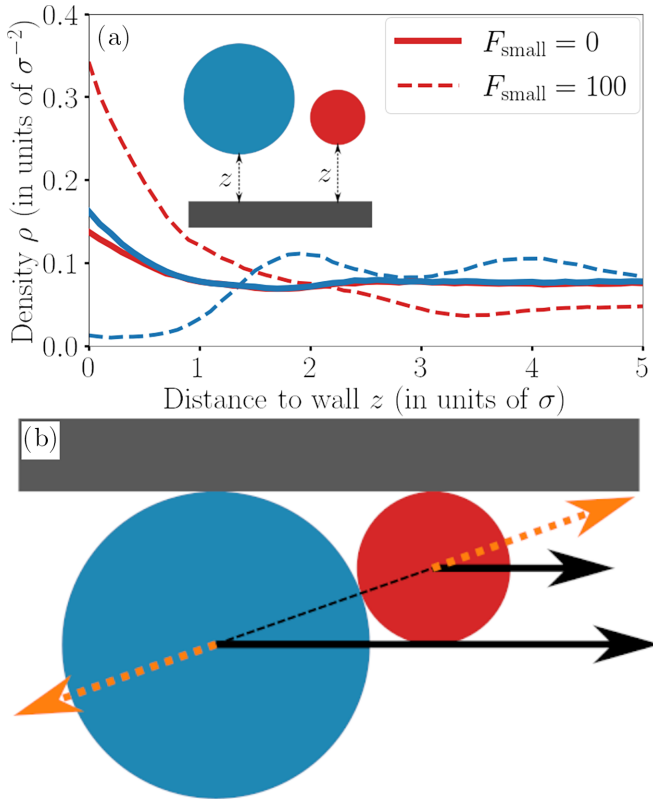 0.4
(a)
F_small = 0
F_small = 100
0.3
0.2
0.1
0.0
Density ρ (in units of σ⁻²)
z
z
0 1 2 3 4 5
Distance to wall z (in units of σ)
(b)